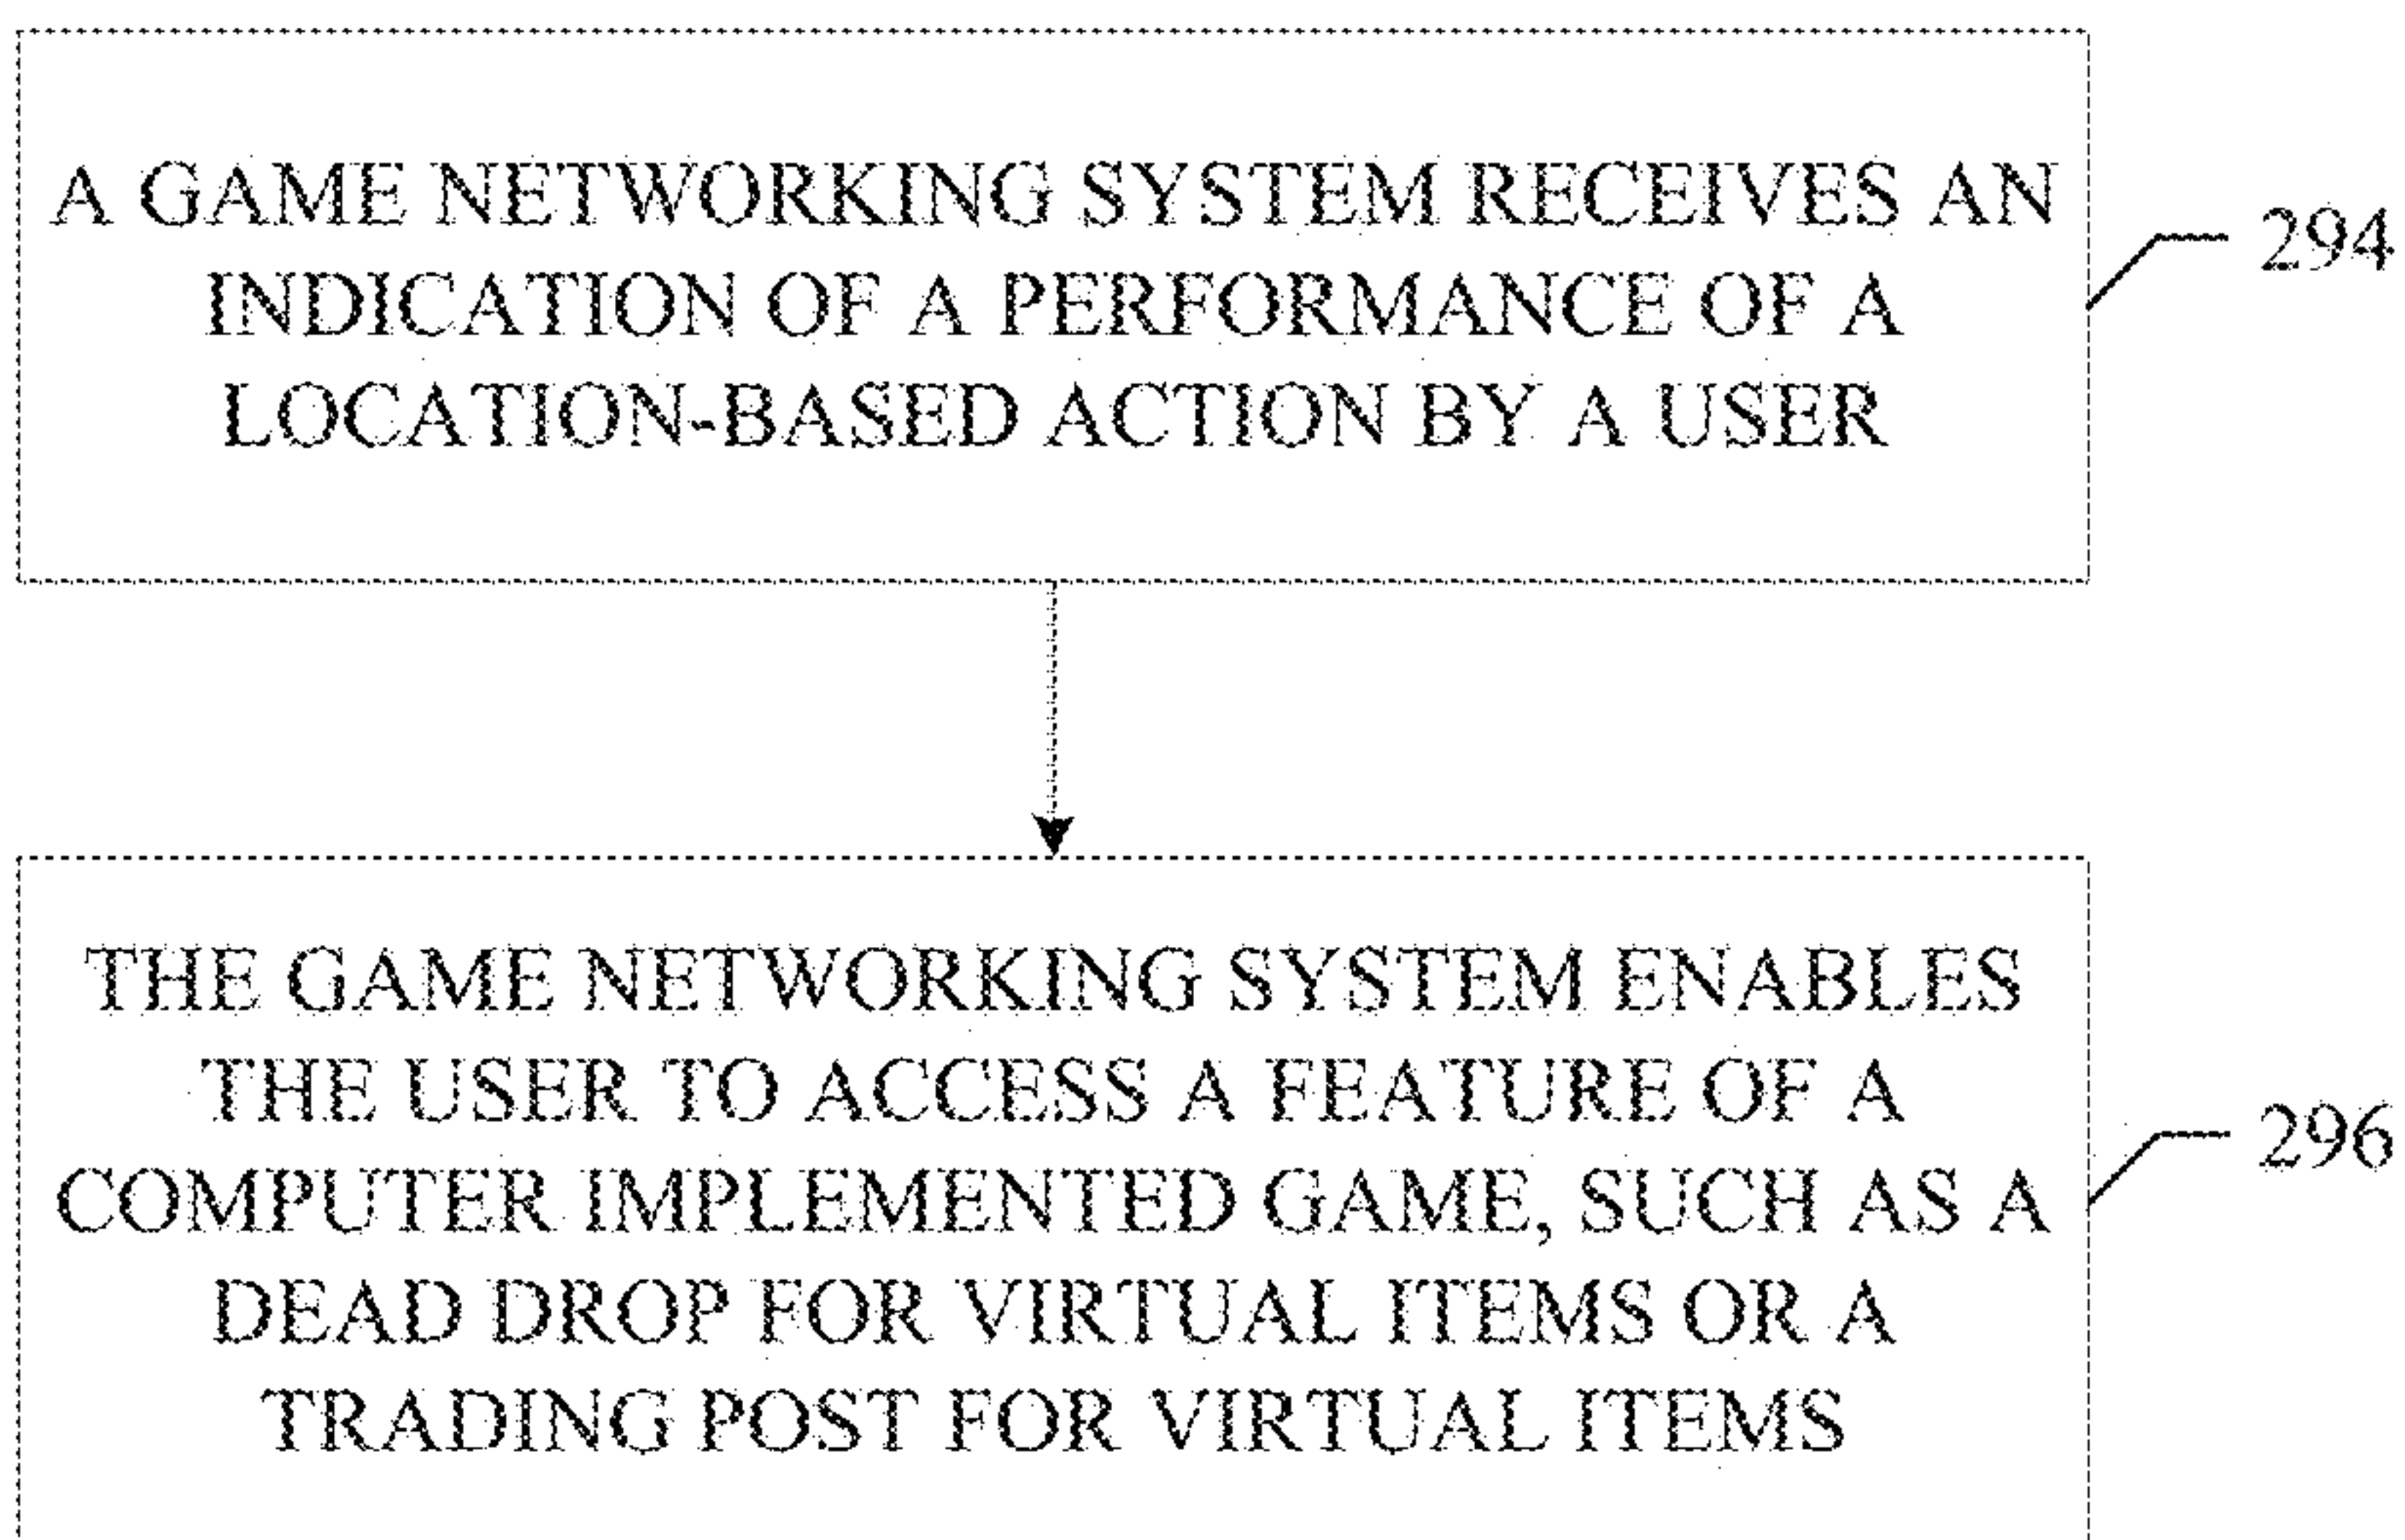 A GAME NETWORKING SYSTEM RECEIVES AN
INDICATION OF A PERFORMANCE OF A
LOCATION-BASED ACTION BY A USER
294
THE GAME NETWORKING SYSTEM ENABLES
THE USER TO ACCESS A FEATURE OF A
COMPUTER IMPLEMENTED GAME, SUCH AS A
DEAD DROP FOR VIRTUAL ITEMS OR A
TRADING POST FOR VIRTUAL ITEMS
296